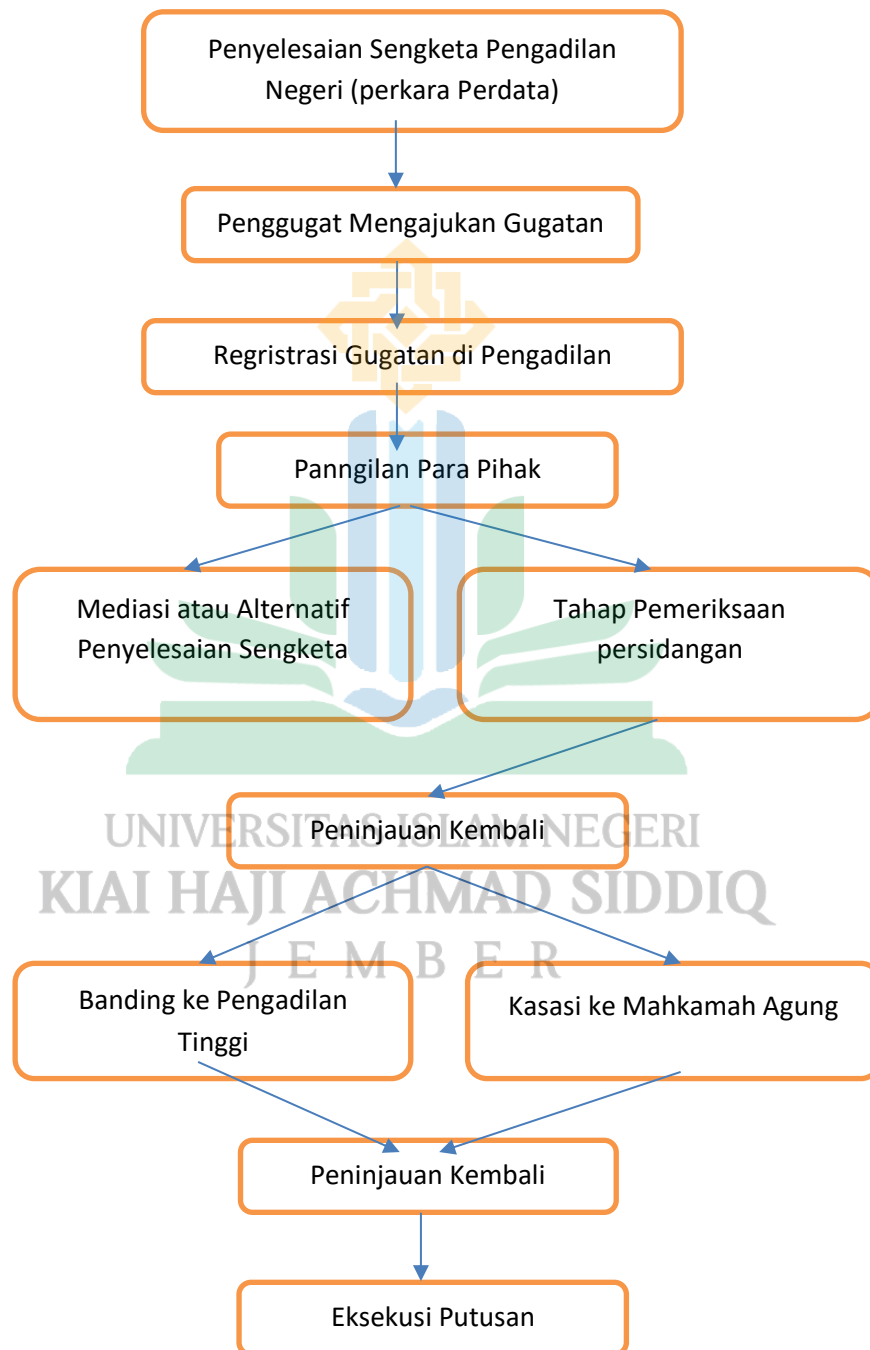 Penyelesaian Sengketa Pengadilan
Negeri (perkara Perdata)
Penggugat Mengajukan Gugatan
Regristrasi Gugatan di Pengadilan
Panngilan Para Pihak
Mediasi atau Alternatif
Penyelesaian Sengketa
Tahap Pemeriksaan
persidangan
Peninjauan Kembali
UNIVERSITAS ISLAM NEGERI
KIAI HAJI ACHMAD SIDDIQ
JEMBER
Banding ke Pengadilan
Tinggi
Kasasi ke Mahkamah Agung
Peninjauan Kembali
Eksekusi Putusan